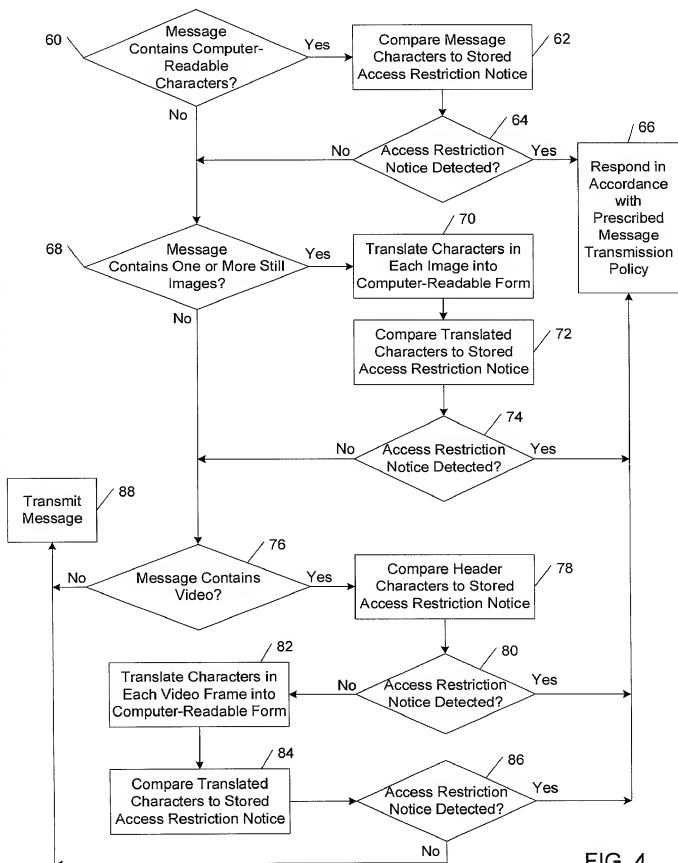 60
Message
Contains Computer-
Readable
Characters?
Yes
No
Compare Message
Characters to Stored
Access Restriction Notice
62
64
Access Restriction
Notice Detected?
No
Yes
66
Respond in
Accordance
with
Prescribed
Message
Transmission
Policy
68
Message
Contains One or More Still
Images?
Yes
No
70
Translate Characters in
Each Image into
Computer-Readable Form
Compare Translated
Characters to Stored
Access Restriction Notice
72
74
Access Restriction
Notice Detected?
No
Yes
Transmit
Message
88
76
Message Contains
Video?
No
Yes
Compare Header
Characters to Stored
Access Restriction Notice
78
80
Access Restriction
Notice Detected?
No
Yes
82
Translate Characters in
Each Video Frame into
Computer-Readable Form
84
Compare Translated
Characters to Stored
Access Restriction Notice
86
Access Restriction
Notice Detected?
Yes
No
FIG. 4